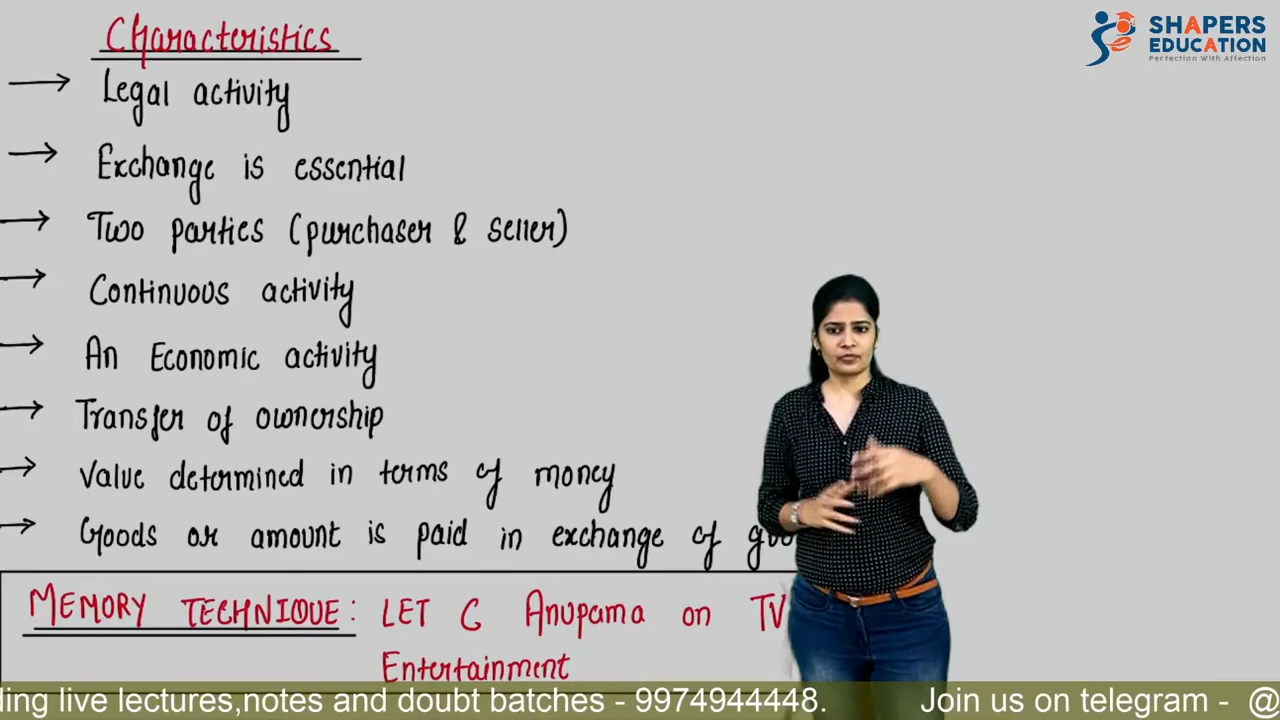 Characteristics
SHAPERS
EDUCATION
Perfection With Affection
→ Legal activity
→ Exchange is essential
→ Two parties (purchaser & seller)
→ Continuous activity
→ An Economic activity
→ Transfer of ownership
→ Value determined in terms of money
→ Goods or amount is paid in exchange of
MEMORY TECHNIQUE: LET C Anupama on TV
Entertainment
live lectures,notes and doubt batches - 9974944448. Join us on telegram - @